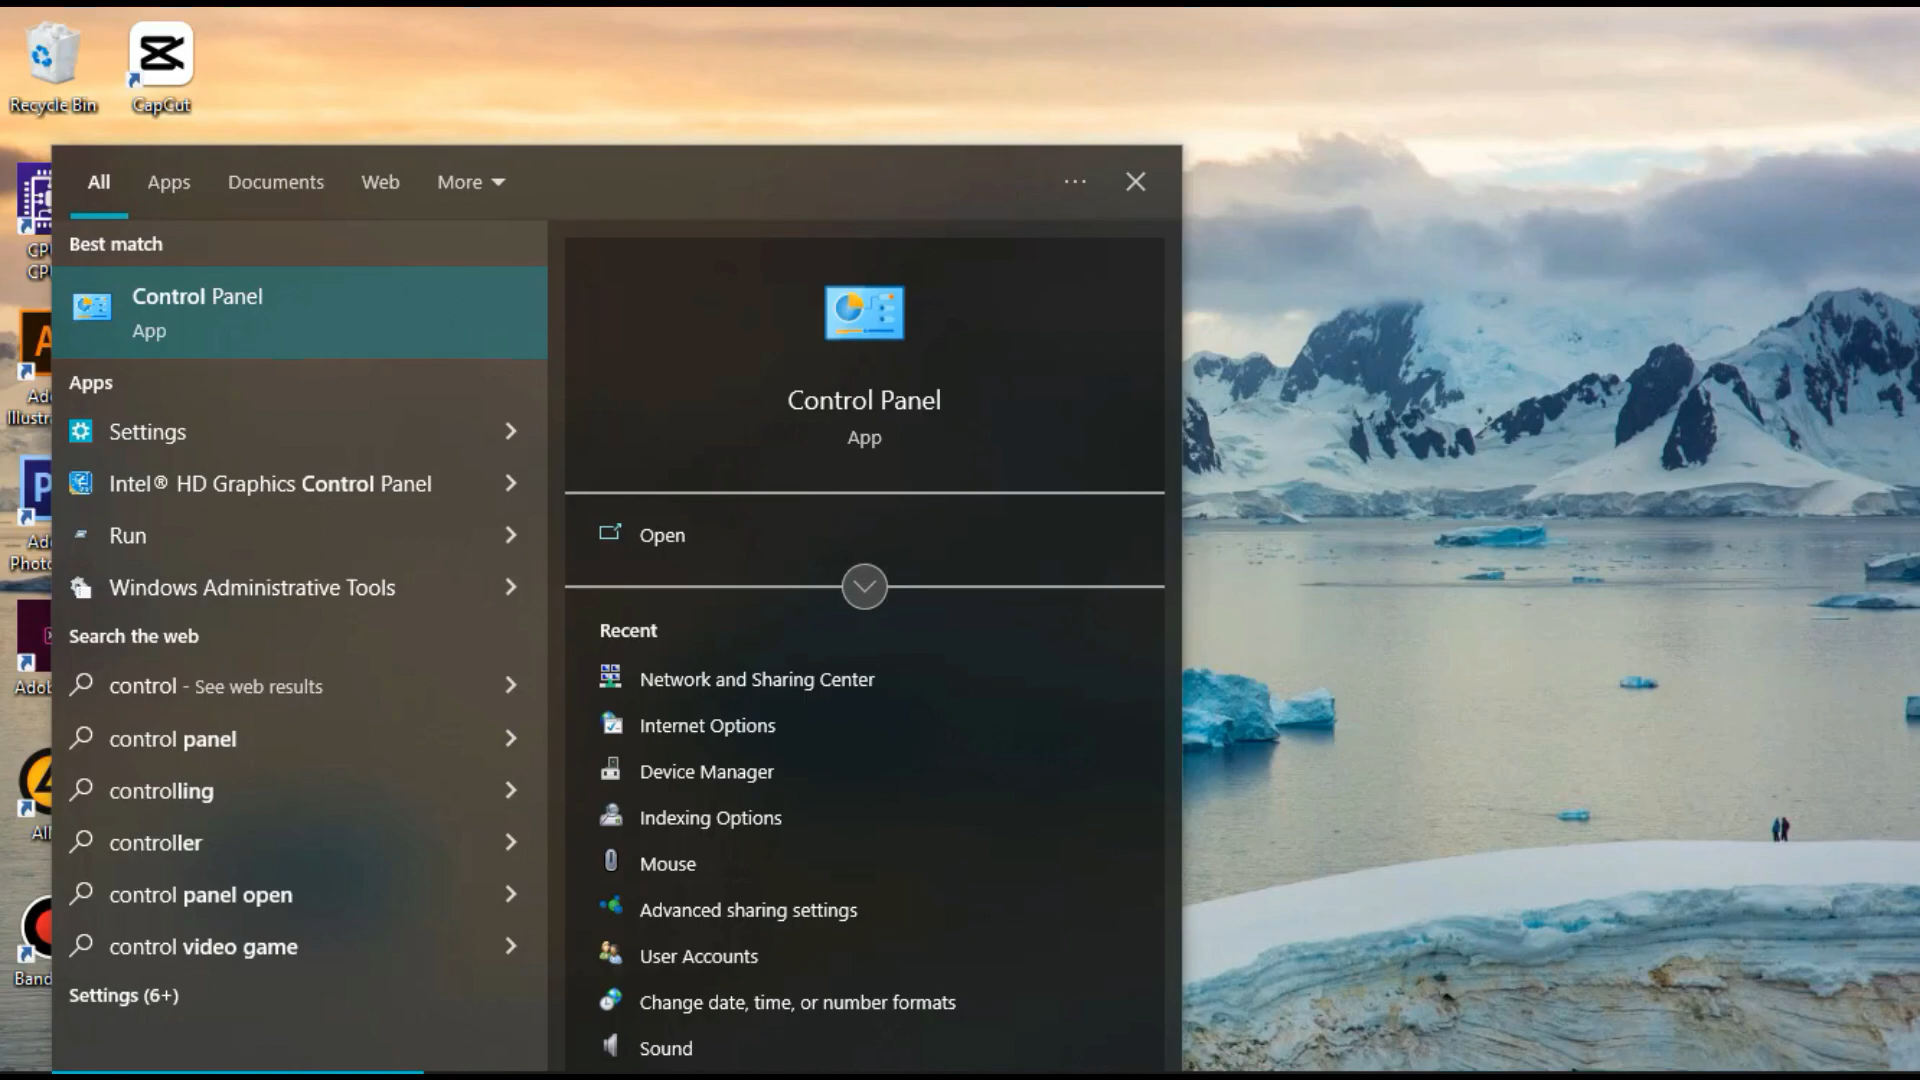 Recycle Bin
CapCut
All
Apps
Documents
Web
More
Best match
Control Panel
App
Apps
Settings
Intel® HD Graphics Control Panel
Run
Windows Administrative Tools
Search the web
control - See web results
control panel
controlling
controller
control panel open
control video game
Settings (6+)
Control Panel
App
Open
Recent
Network and Sharing Center
Internet Options
Device Manager
Indexing Options
Mouse
Advanced sharing settings
User Accounts
Change date, time, or number formats
Sound